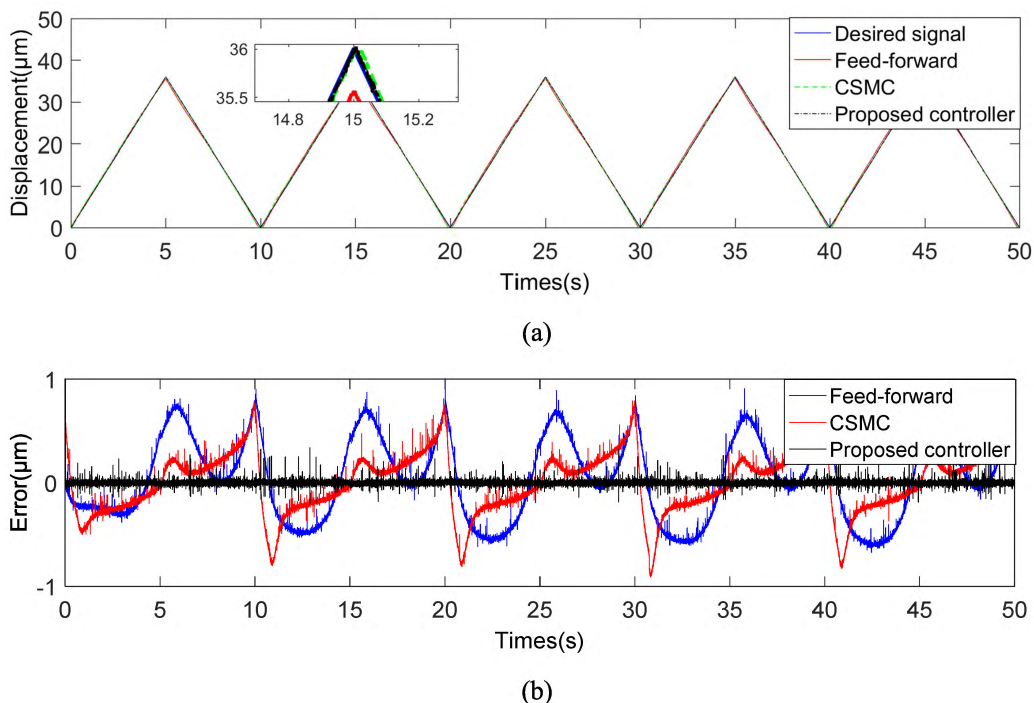 50
40
30
20
10
0
Displacement(μm)
36
35.5
14.8
15
15.2
Desired signal
Feed-forward
CSMC
Proposed controller
0 5 10 15 20 25 30 35 40 45 50
Times(s)
(a)
1
0
-1
Error(μm)
Feed-forward
CSMC
Proposed controller
0 5 10 15 20 25 30 35 40 45 50
Times(s)
(b)